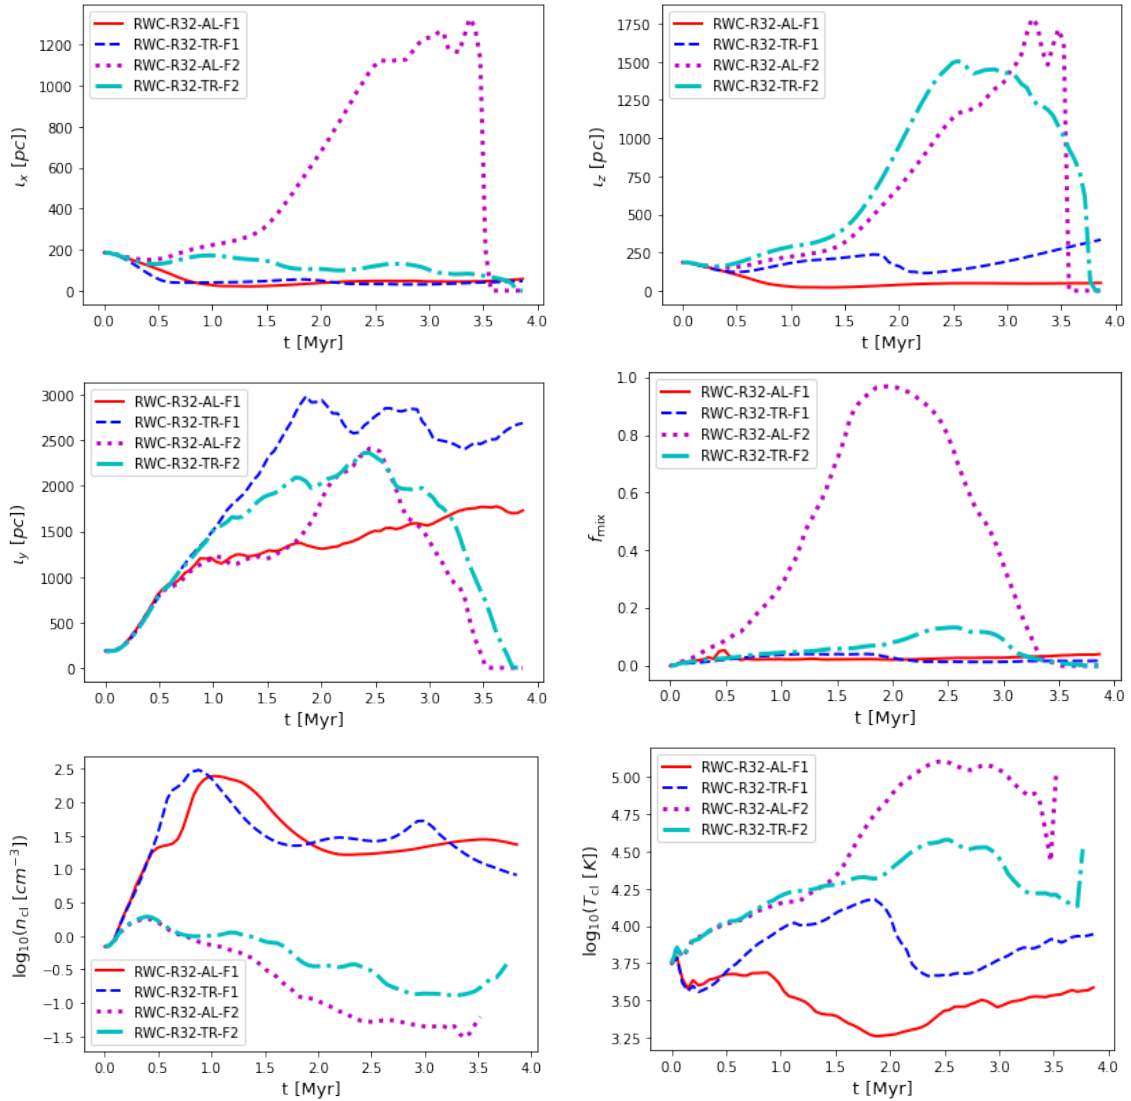 RWC-R32-AL-F1
RWC-R32-TR-F1
RWC-R32-AL-F2
RWC-R32-TR-F2
ι_x [pc])
1200
1000
800
600
400
200
0
0.0 0.5 1.0 1.5 2.0 2.5 3.0 3.5 4.0
t [Myr]
RWC-R32-AL-F1
RWC-R32-TR-F1
RWC-R32-AL-F2
RWC-R32-TR-F2
ι_z [pc])
1750
1500
1250
1000
750
500
250
0
0.0 0.5 1.0 1.5 2.0 2.5 3.0 3.5 4.0
t [Myr]
RWC-R32-AL-F1
RWC-R32-TR-F1
RWC-R32-AL-F2
RWC-R32-TR-F2
ι_y [pc])
3000
2500
2000
1500
1000
500
0
0.0 0.5 1.0 1.5 2.0 2.5 3.0 3.5 4.0
t [Myr]
RWC-R32-AL-F1
RWC-R32-TR-F1
RWC-R32-AL-F2
RWC-R32-TR-F2
f_mix
1.0
0.8
0.6
0.4
0.2
0.0
0.0 0.5 1.0 1.5 2.0 2.5 3.0 3.5 4.0
t [Myr]
RWC-R32-AL-F1
RWC-R32-TR-F1
RWC-R32-AL-F2
RWC-R32-TR-F2
log₁₀(n_cl [cm⁻³])
2.5
2.0
1.5
1.0
0.5
0.0
−0.5
−1.0
−1.5
0.0 0.5 1.0 1.5 2.0 2.5 3.0 3.5 4.0
t [Myr]
RWC-R32-AL-F1
RWC-R32-TR-F1
RWC-R32-AL-F2
RWC-R32-TR-F2
log₁₀(T_cl [K])
5.00
4.75
4.50
4.25
4.00
3.75
3.50
3.25
0.0 0.5 1.0 1.5 2.0 2.5 3.0 3.5 4.0
t [Myr]